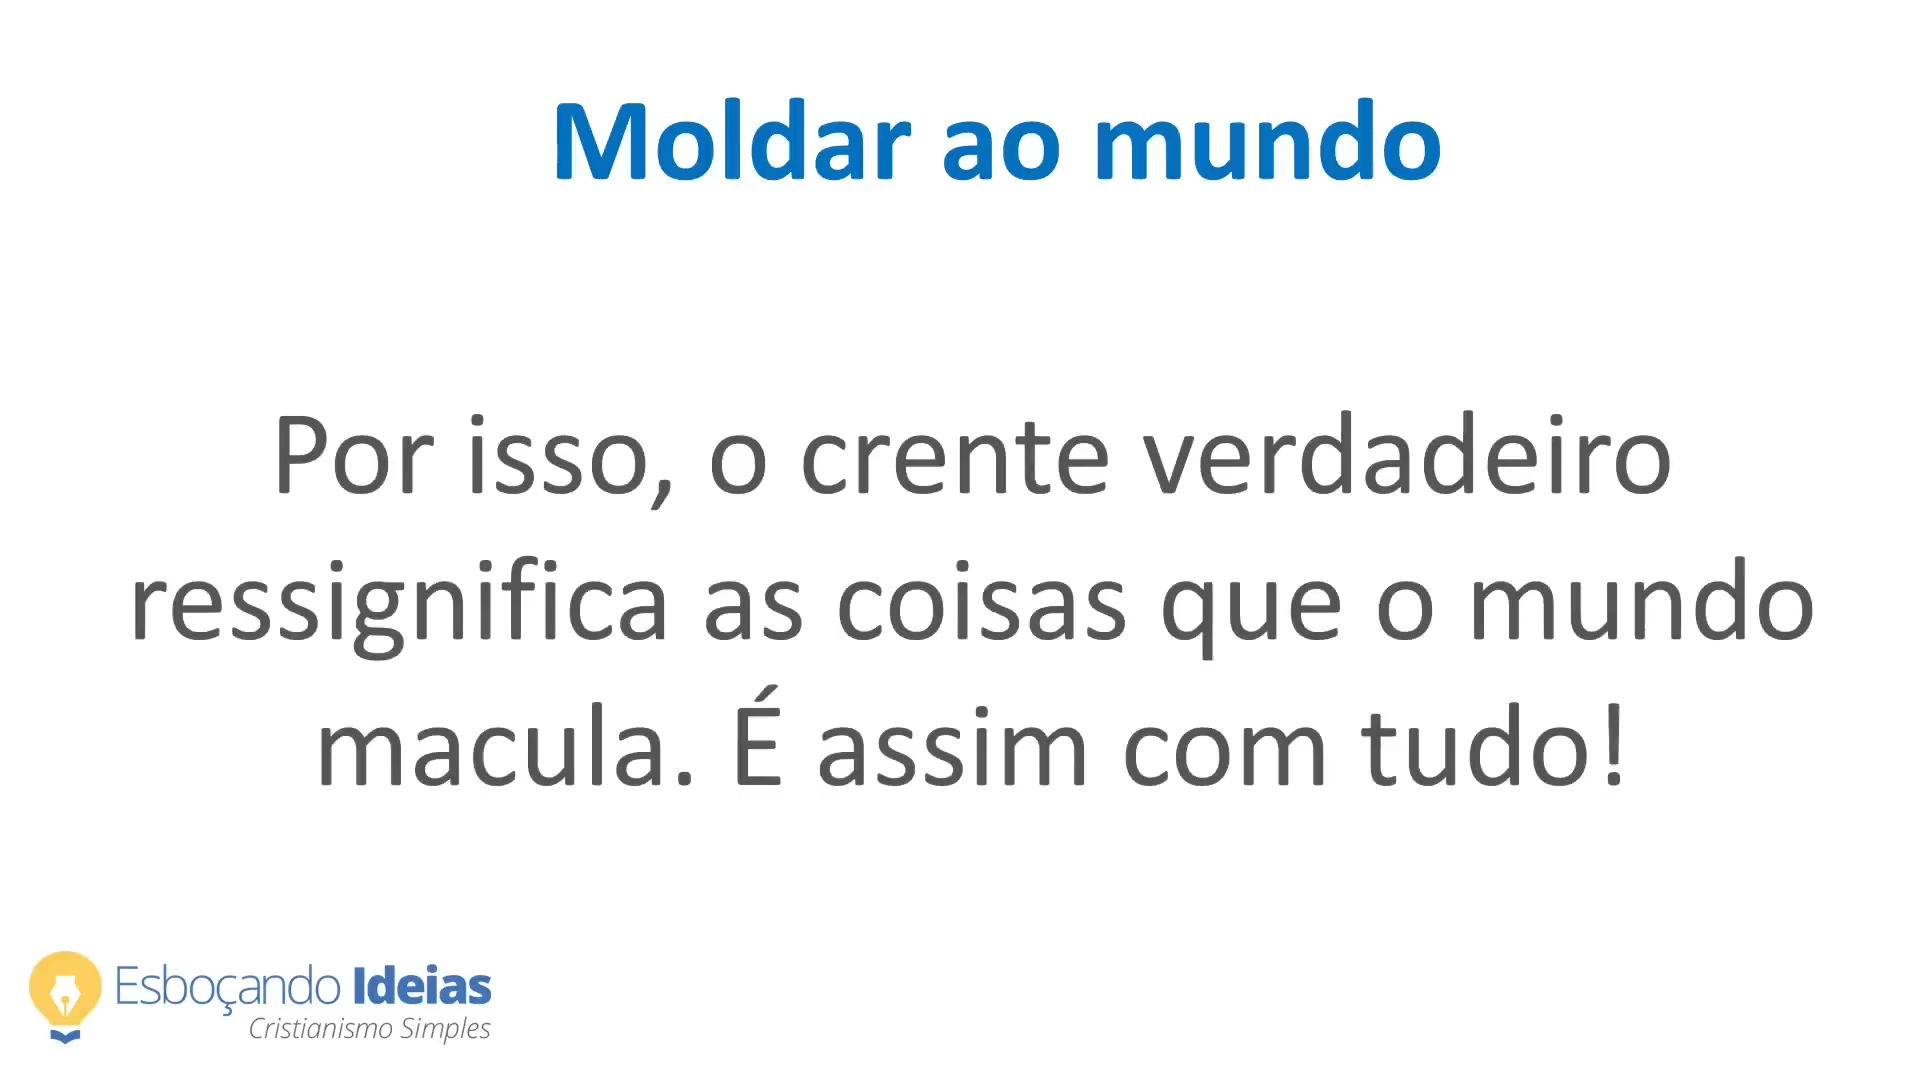 Moldar ao mundo
Por isso, o crente verdadeiro
ressignifica as coisas que o mundo
macula. É assim com tudo!
Esboçando Ideias
Cristianismo Simples